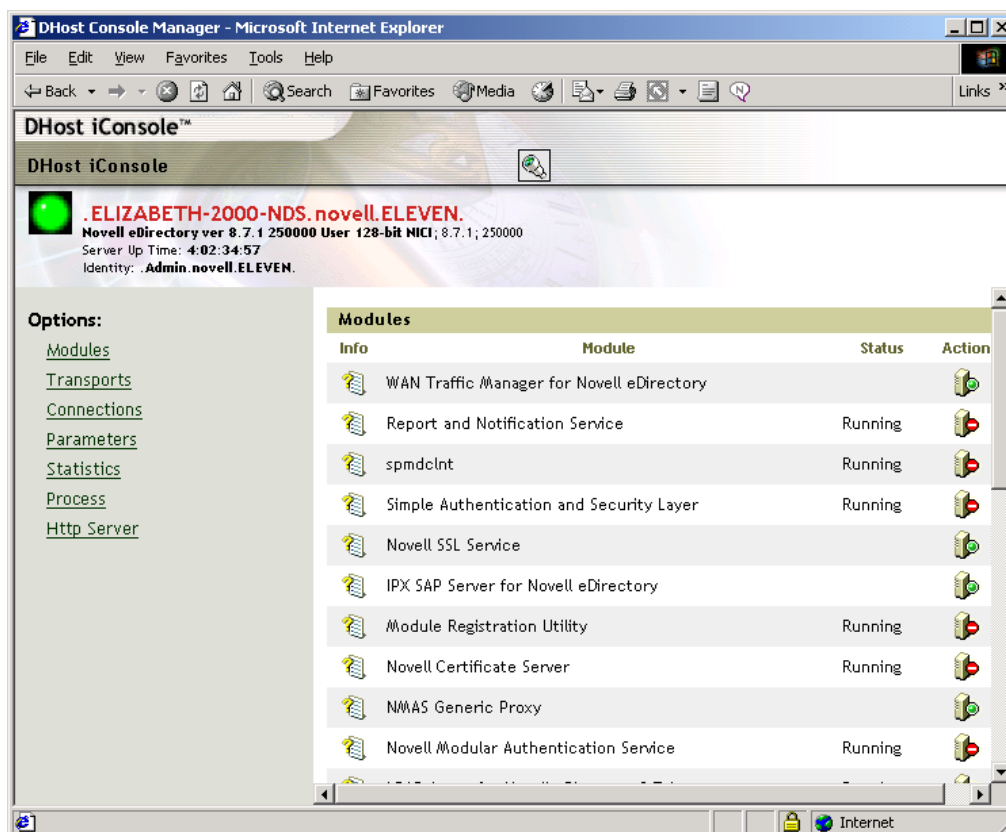 DHost Console Manager - Microsoft Internet Explorer
File Edit View Favorites Tools Help
Back Search Favorites Media Links »
DHost iConsole™
DHost iConsole
.ELIZABETH-2000-NDS.novell.ELEVEN.
Novell eDirectory ver 8.7.1 250000 User 128-bit NICI; 8.7.1; 250000
Server Up Time: 4:02:34:57
Identity: .Admin.novell.ELEVEN.
Options:
Modules
Transports
Connections
Parameters
Statistics
Process
Http Server
Modules
Info Module Status Action
WAN Traffic Manager for Novell eDirectory
Report and Notification Service Running
spmdclnt Running
Simple Authentication and Security Layer Running
Novell SSL Service
IPX SAP Server for Novell eDirectory
Module Registration Utility Running
Novell Certificate Server Running
NMAS Generic Proxy
Novell Modular Authentication Service Running
Internet